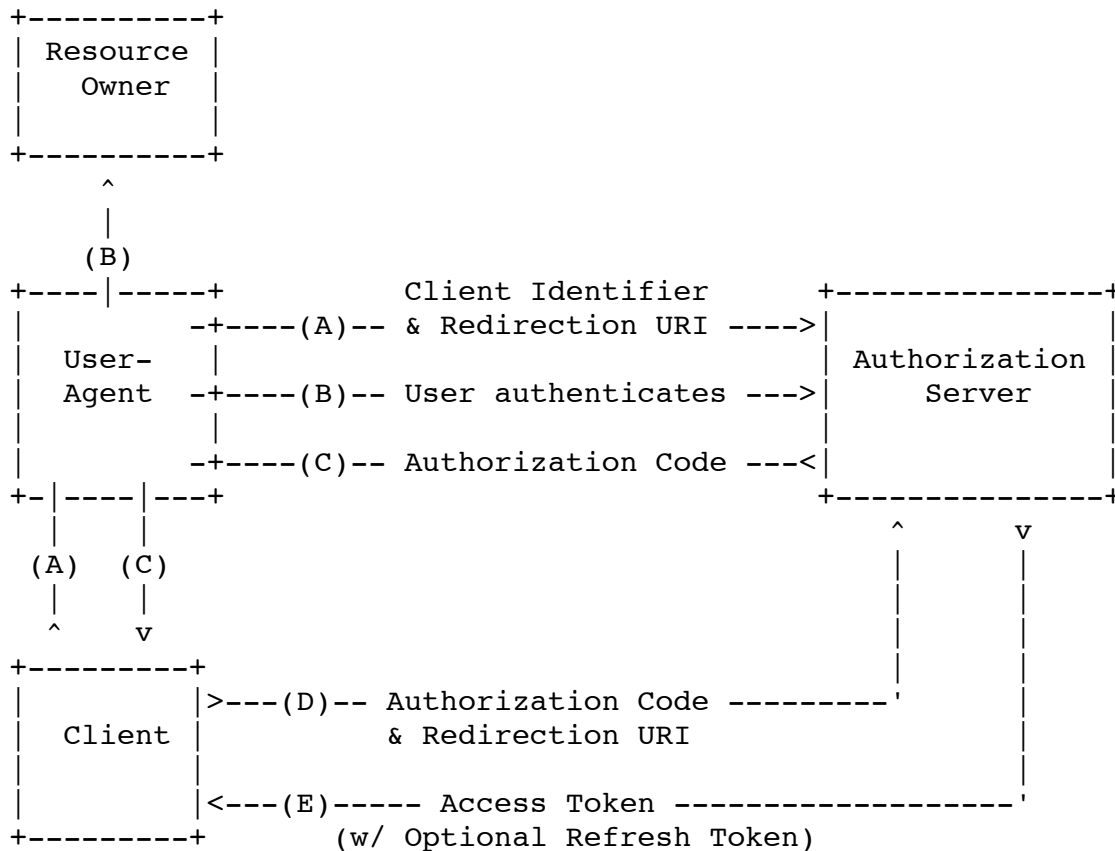 +----------+
| Resource |
|   Owner  |
|          |
+----------+
     ^
     |
    (B)
+----|-----+          Client Identifier      +---------------+
|         -+----(A)-- & Redirection URI ---->|               |
|  User-   |                                 | Authorization |
|  Agent  -+----(B)-- User authenticates --->|     Server    |
|          |                                 |               |
|         -+----(C)-- Authorization Code ---<|               |
+-|----|---+                                 +---------------+
  |    |                                         ^      v
 (A)  (C)                                        |      |
  |    |                                         |      |
  ^    v                                         |      |
+---------+                                      |      |
|         |>---(D)-- Authorization Code ---------'      |
|  Client |          & Redirection URI                  |
|         |                                             |
|         |<---(E)----- Access Token -------------------'
+---------+       (w/ Optional Refresh Token)